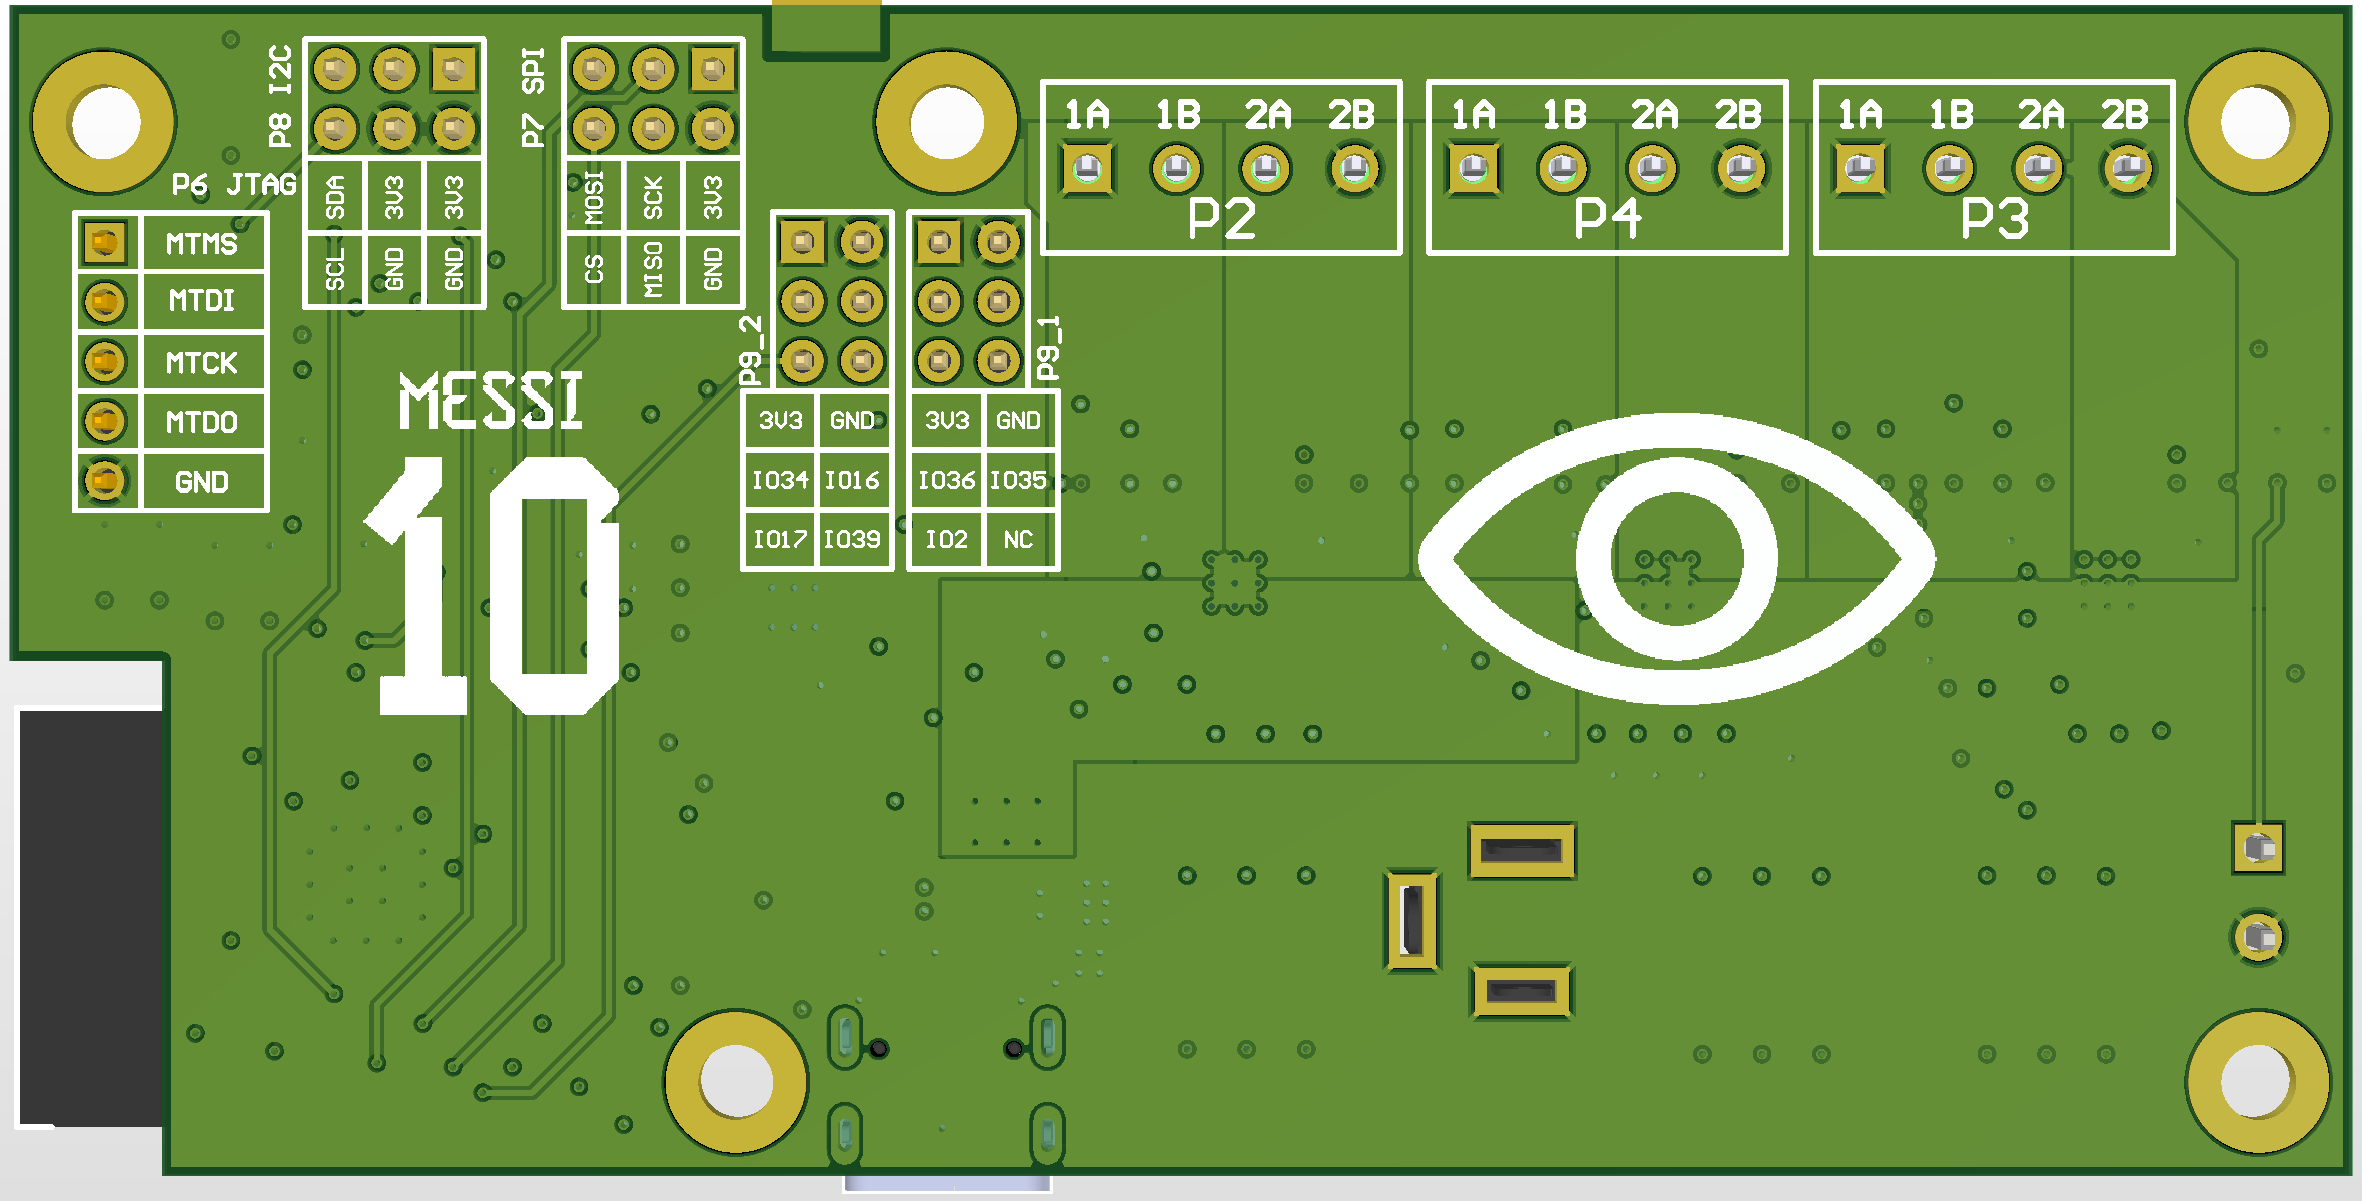 P8 I2C
SDA 3V3 3V3
SCL GND GND
P7 SPI
MOSI SCK 3V3
CS MISO GND
P6 JTAG
MTMS
MTDI
MTCK
MTDO
GND
1A 1B 2A 2B
P2
1A 1B 2A 2B
P4
1A 1B 2A 2B
P3
P9_2
3V3 GND
IO34 IO16
IO17 IO39
P9_1
3V3 GND
IO36 IO35
IO2 NC
MESSI
10